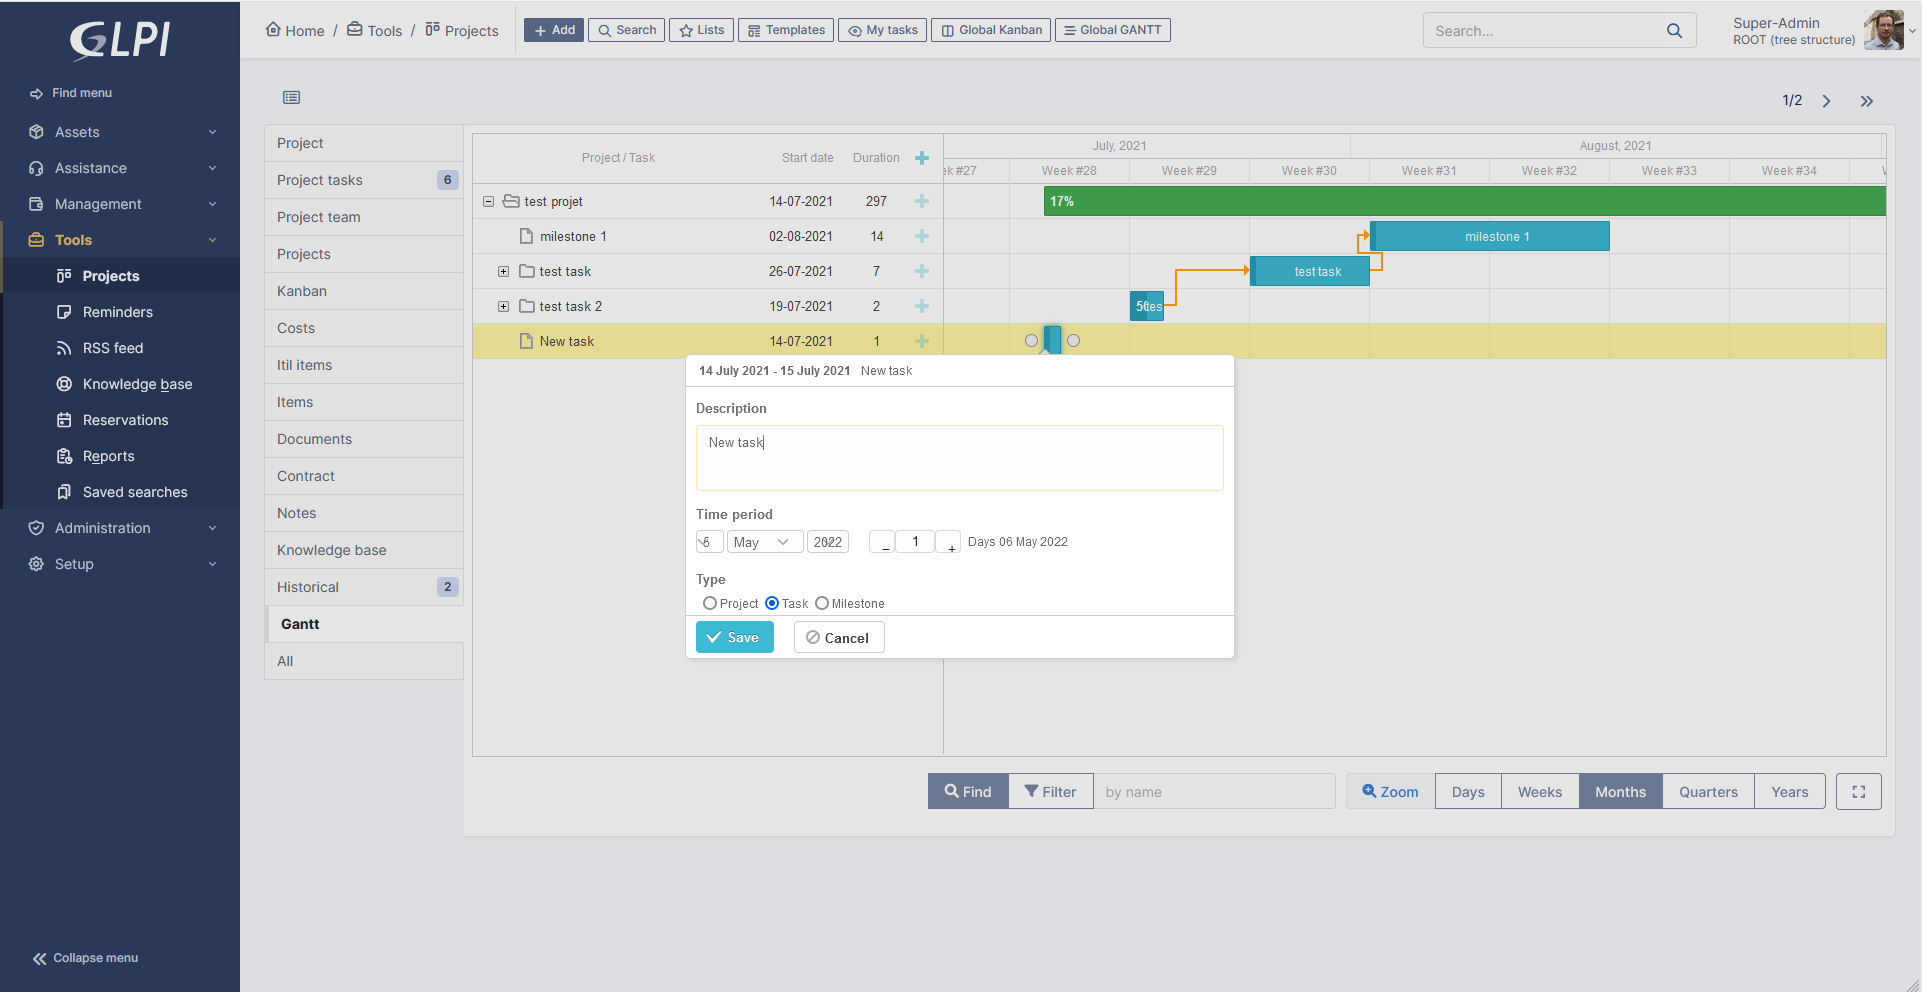 GLPI
Find menu
Assets
Assistance
Management
Tools
Projects
Reminders
RSS feed
Knowledge base
Reservations
Reports
Saved searches
Administration
Setup
Collapse menu
Home / Tools / Projects
Add
Search
Lists
Templates
My tasks
Global Kanban
Global GANTT
Search...
Super-Admin
ROOT (tree structure)
1/2
Project
Project tasks 6
Project team
Projects
Kanban
Costs
Itil items
Items
Documents
Contract
Notes
Knowledge base
Historical 2
Gantt
All
Project / Task Start date Duration
test projet 14-07-2021 297
milestone 1 02-08-2021 14
test task 26-07-2021 7
test task 2 19-07-2021 2
New task 14-07-2021 1
July, 2021 August, 2021
ek #27 Week #28 Week #29 Week #30 Week #31 Week #32 Week #33 Week #34
17%
milestone 1
test task
tes
14 July 2021 - 15 July 2021 New task
Description
New task
Time period
5 May 2022 – 1 + Days 06 May 2022
Type
Project Task Milestone
Save Cancel
Find Filter by name Zoom Days Weeks Months Quarters Years